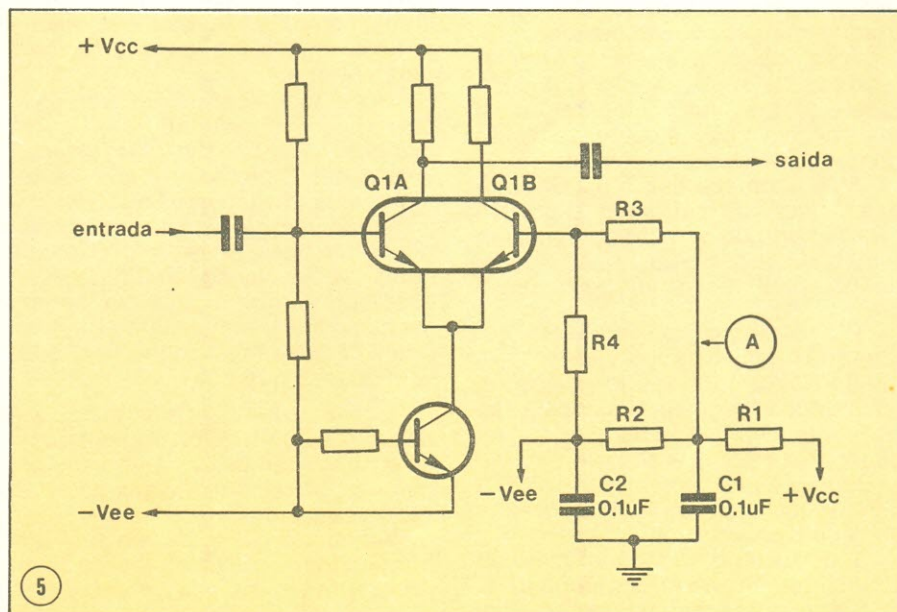 + Vcc
saida
Q1A
Q1B
entrada
R3
R4
A
R2
R1
-Vee
C2
0.1uF
C1
0.1uF
+Vcc
-Vee
5